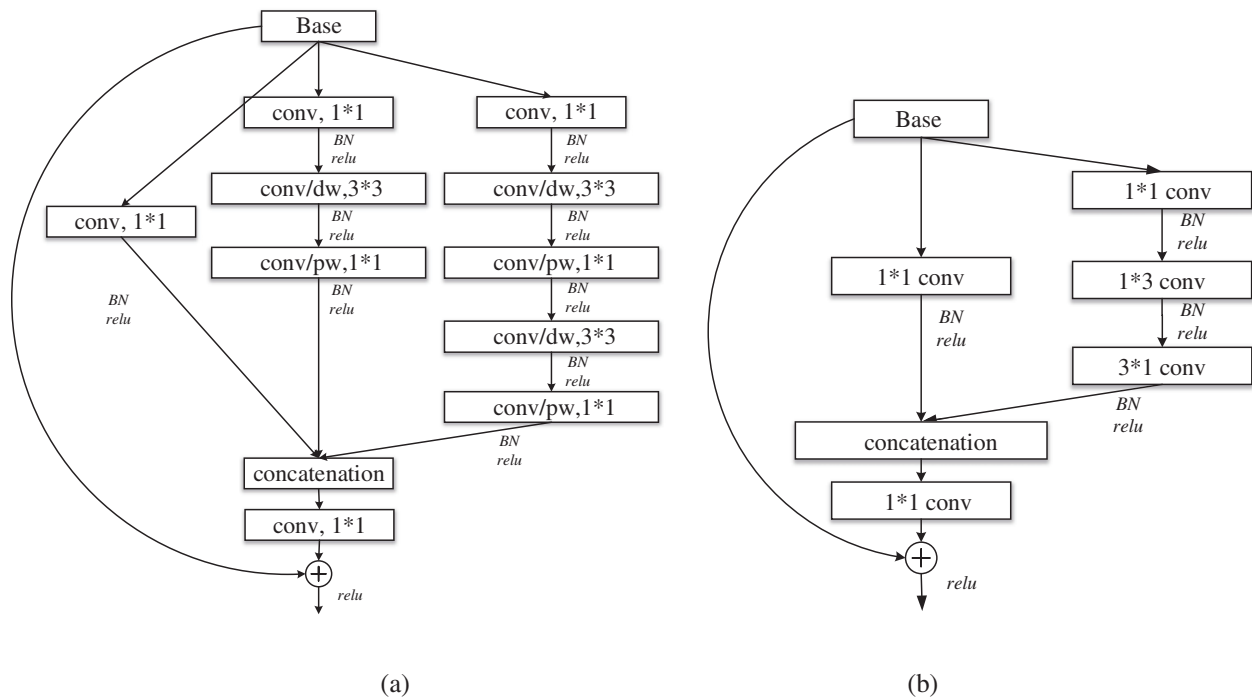 Base
conv, 1*1
conv, 1*1
BN
relu
BN
relu
conv/dw,3*3
conv/dw,3*3
conv, 1*1
BN
relu
BN
relu
conv/pw,1*1
conv/pw,1*1
BN
relu
BN
relu
BN
relu
conv/dw,3*3
BN
relu
conv/pw,1*1
BN
relu
concatenation
conv, 1*1
relu
(a)
Base
1*1 conv
BN
relu
1*1 conv
1*3 conv
BN
relu
BN
relu
3*1 conv
BN
relu
concatenation
1*1 conv
relu
(b)